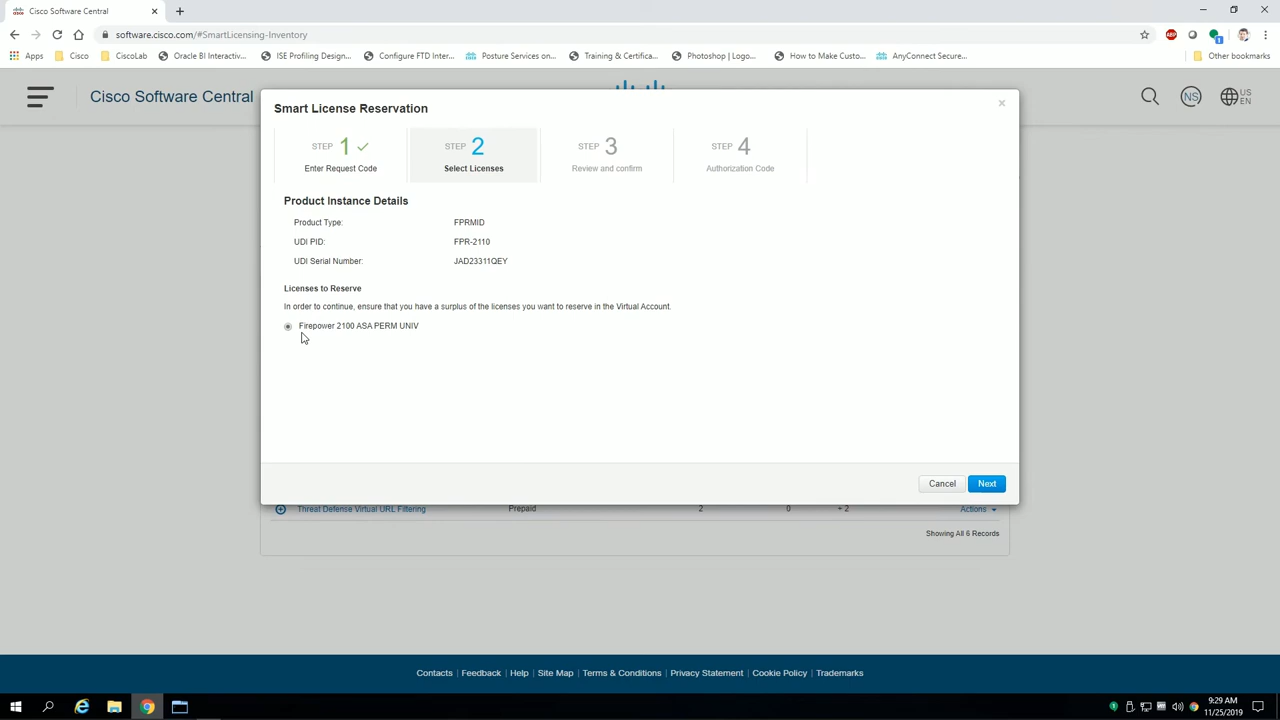 Cisco Software Central
software.cisco.com/#SmartLicensing-Inventory
ABP
1
Apps
Cisco
CiscoLab
Oracle BI Interactiv...
ISE Profiling Design...
Configure FTD Inter...
Posture Services on...
Training & Certifica...
Photoshop | Logo...
How to Make Custo...
AnyConnect Secure...
Other bookmarks
Cisco Software Central
NS
US
EN
Smart License Reservation
×
STEP 1
Enter Request Code
STEP 2
Select Licenses
STEP 3
Review and confirm
STEP 4
Authorization Code
Product Instance Details
Product Type: FPRMID
UDI PID: FPR-2110
UDI Serial Number: JAD23311QEY
Licenses to Reserve
In order to continue, ensure that you have a surplus of the licenses you want to reserve in the Virtual Account.
Firepower 2100 ASA PERM UNIV
Cancel
Next
Threat Defense Virtual URL Filtering Prepaid 2 0 + 2 Actions
Showing All 6 Records
Contacts | Feedback | Help | Site Map | Terms & Conditions | Privacy Statement | Cookie Policy | Trademarks
9:29 AM
11/25/2019